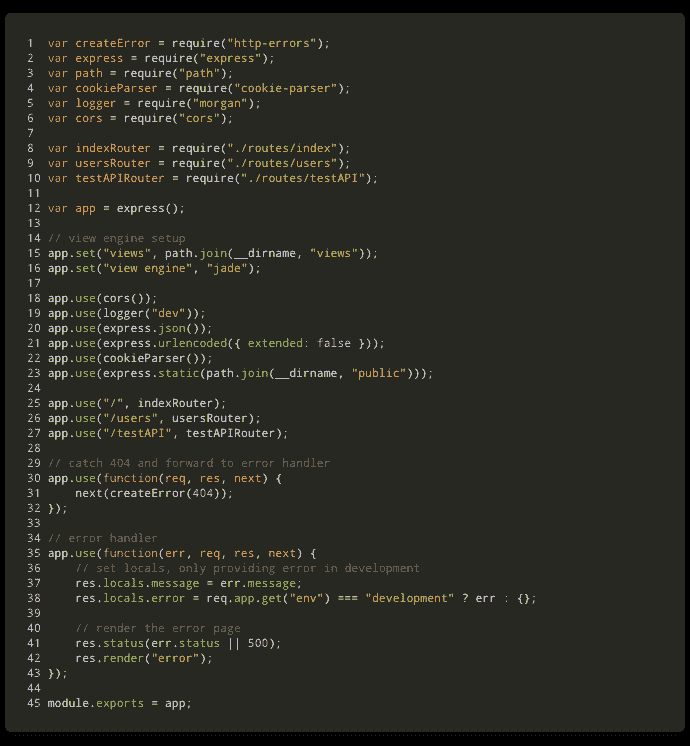 1 var createError = require("http-errors");
2 var express = require("express");
3 var path = require("path");
4 var cookieParser = require("cookie-parser");
5 var logger = require("morgan");
6 var cors = require("cors");
7
8 var indexRouter = require("./routes/index");
9 var usersRouter = require("./routes/users");
10 var testAPIRouter = require("./routes/testAPI");
11
12 var app = express();
13
14 // view engine setup
15 app.set("views", path.join(__dirname, "views"));
16 app.set("view engine", "jade");
17
18 app.use(cors());
19 app.use(logger("dev"));
20 app.use(express.json());
21 app.use(express.urlencoded({ extended: false }));
22 app.use(cookieParser());
23 app.use(express.static(path.join(__dirname, "public")));
24
25 app.use("/", indexRouter);
26 app.use("/users", usersRouter);
27 app.use("/testAPI", testAPIRouter);
28
29 // catch 404 and forward to error handler
30 app.use(function(req, res, next) {
31     next(createError(404));
32 });
33
34 // error handler
35 app.use(function(err, req, res, next) {
36     // set locals, only providing error in development
37     res.locals.message = err.message;
38     res.locals.error = req.app.get("env") === "development" ? err : {};
39
40     // render the error page
41     res.status(err.status || 500);
42     res.render("error");
43 });
44
45 module.exports = app;